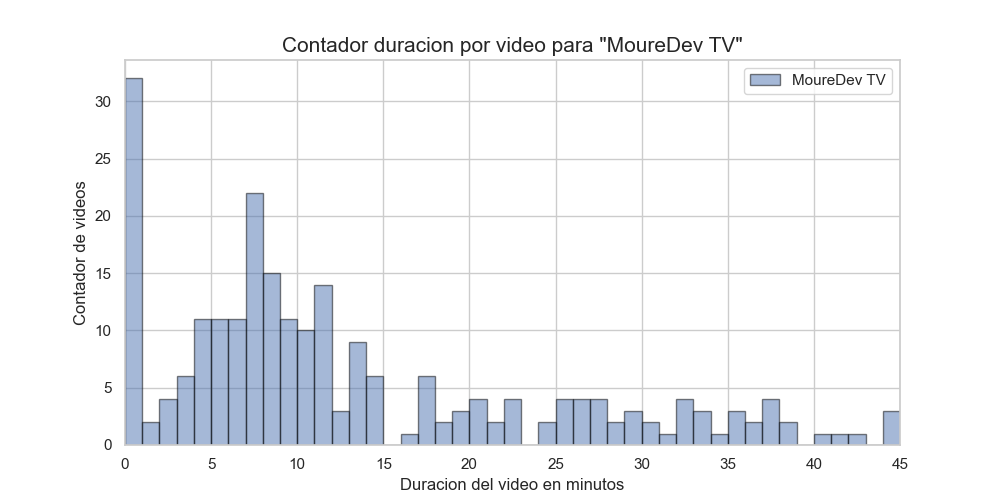 Contador duracion por video para "MoureDev TV"
MoureDev TV
Contador de videos
30
25
20
15
10
5
0
0 5 10 15 20 25 30 35 40 45
Duracion del video en minutos